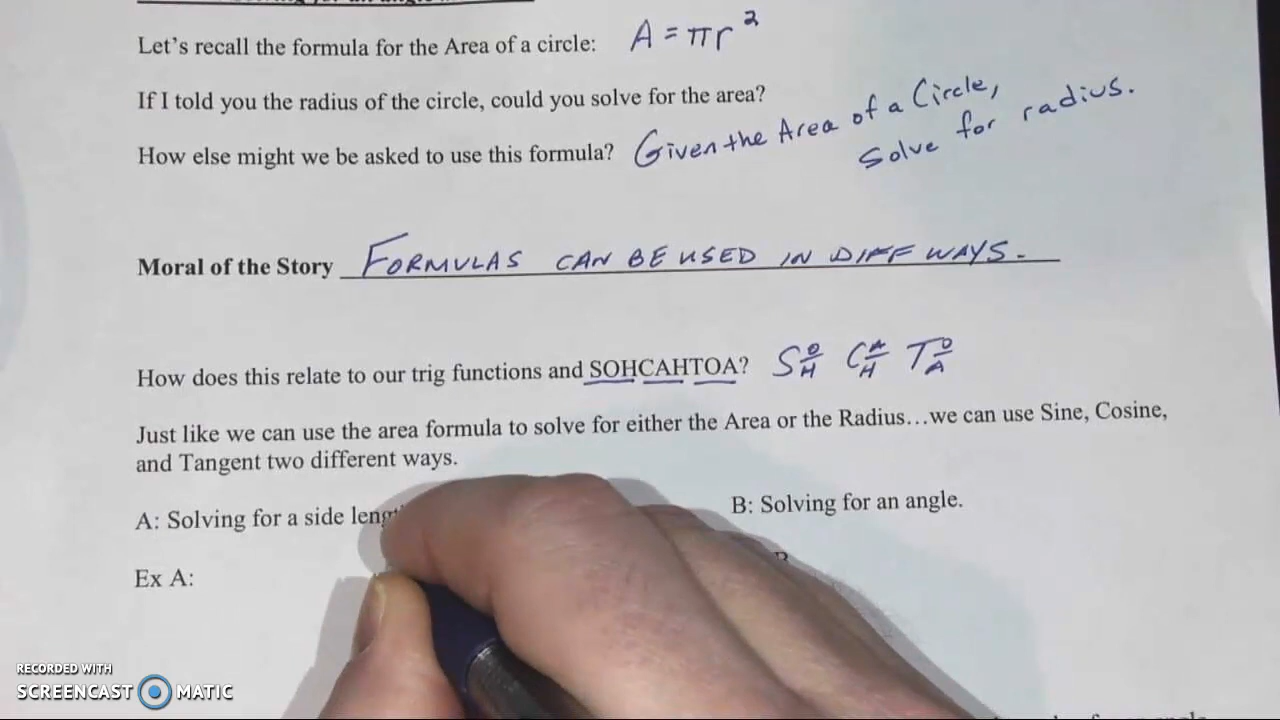 Let's recall the formula for the Area of a circle: A = πr²
If I told you the radius of the circle, could you solve for the area?
How else might we be asked to use this formula? Given the Area of a Circle,
solve for radius.
Moral of the Story FORMULAS CAN BE USED IN DIFF WAYS.
How does this relate to our trig functions and SOHCAHTOA? S O/H C A/H T O/A
Just like we can use the area formula to solve for either the Area or the Radius…we can use Sine, Cosine,
and Tangent two different ways.
A: Solving for a side
B: Solving for an angle.
Ex A:
RECORDED WITH
SCREENCAST MATIC